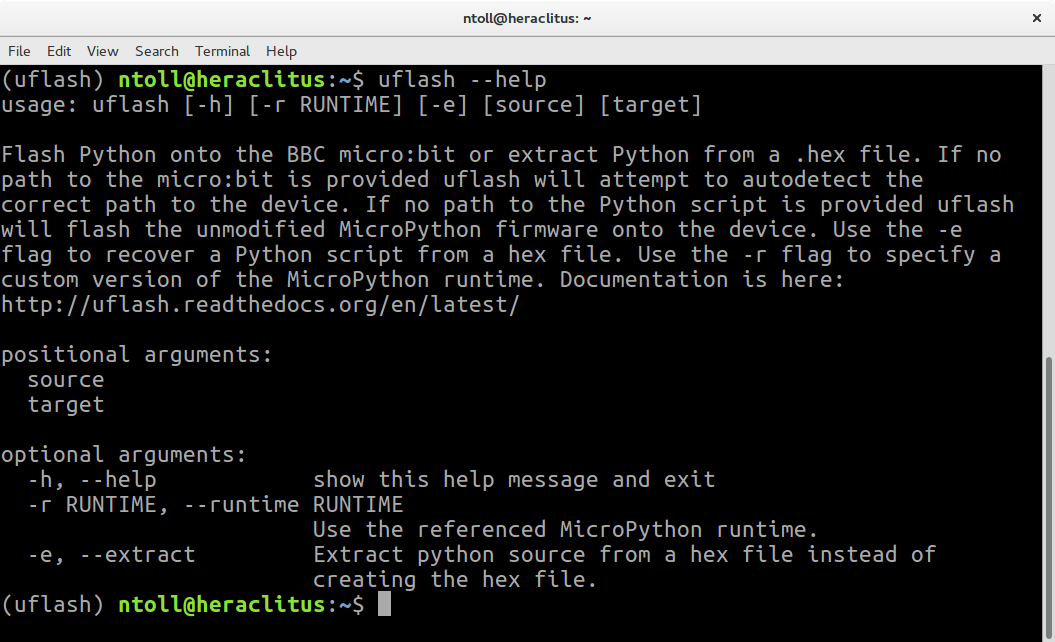 ntoll@heraclitus: ~
File Edit View Search Terminal Help
(uflash) ntoll@heraclitus:~$ uflash --help
usage: uflash [-h] [-r RUNTIME] [-e] [source] [target]

Flash Python onto the BBC micro:bit or extract Python from a .hex file. If no
path to the micro:bit is provided uflash will attempt to autodetect the
correct path to the device. If no path to the Python script is provided uflash
will flash the unmodified MicroPython firmware onto the device. Use the -e
flag to recover a Python script from a hex file. Use the -r flag to specify a
custom version of the MicroPython runtime. Documentation is here:
http://uflash.readthedocs.org/en/latest/

positional arguments:
  source
  target

optional arguments:
  -h, --help            show this help message and exit
  -r RUNTIME, --runtime RUNTIME
                        Use the referenced MicroPython runtime.
  -e, --extract         Extract python source from a hex file instead of
                        creating the hex file.
(uflash) ntoll@heraclitus:~$